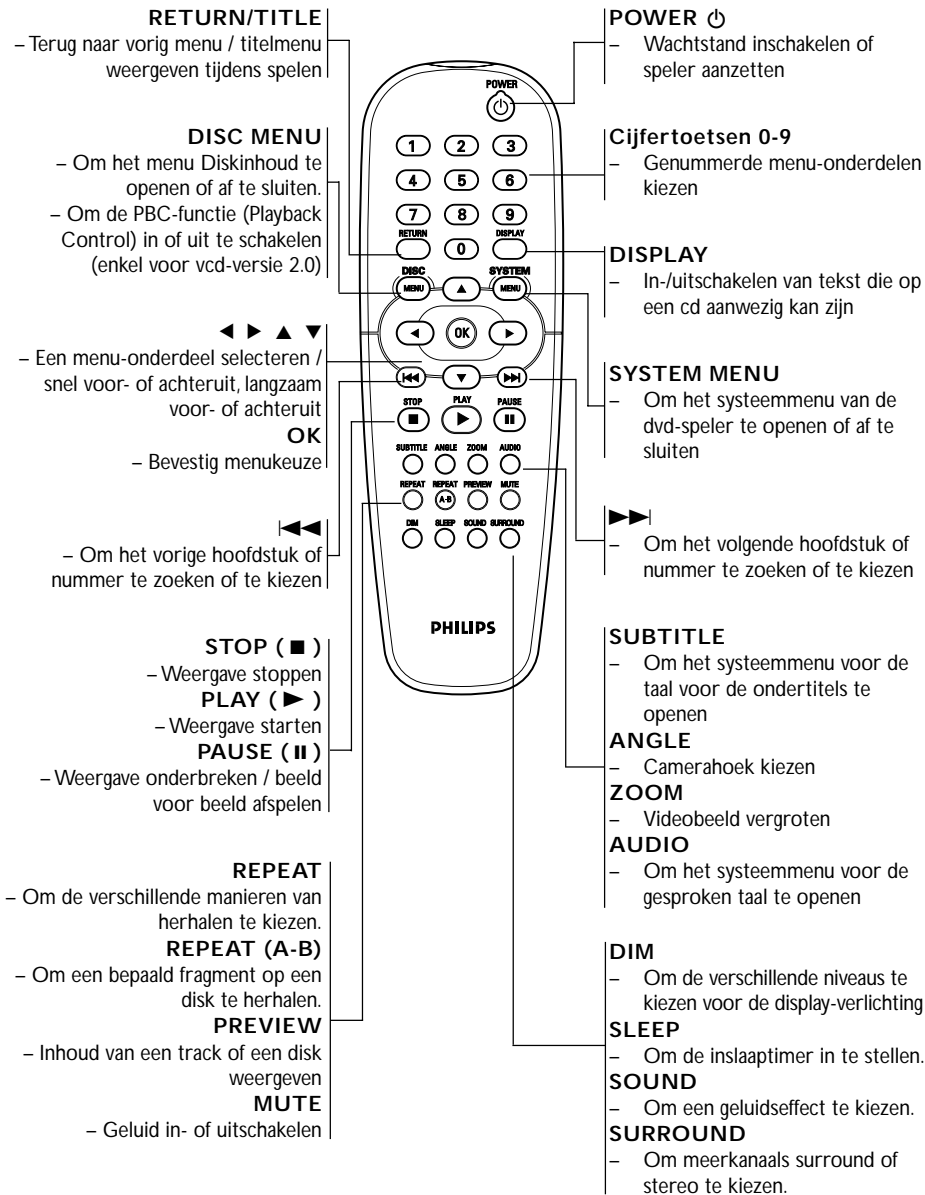 RETURN/TITLE
– Terug naar vorig menu / titelmenu
weergeven tijdens spelen
DISC MENU
– Om het menu Diskinhoud te
openen of af te sluiten.
– Om de PBC-functie (Playback
Control) in of uit te schakelen
(enkel voor vcd-versie 2.0)
◀ ▶ ▲ ▼
– Een menu-onderdeel selecteren /
snel voor- of achteruit, langzaam
voor- of achteruit
OK
– Bevestig menukeuze
|◀◀
– Om het vorige hoofdstuk of
nummer te zoeken of te kiezen
STOP ( ■ )
– Weergave stoppen
PLAY ( ▶ )
– Weergave starten
PAUSE ( II )
– Weergave onderbreken / beeld
voor beeld afspelen
REPEAT
– Om de verschillende manieren van
herhalen te kiezen.
REPEAT (A-B)
– Om een bepaald fragment op een
disk te herhalen.
PREVIEW
– Inhoud van een track of een disk
weergeven
MUTE
– Geluid in- of uitschakelen
POWER
1 2 3
4 5 6
7 8 9
RETURN 0 DISPLAY
DISC SYSTEM
MENU ▲ MENU
◀ OK ▶
|◀◀ ▼ ▶▶|
STOP PLAY PAUSE
■ ▶ II
SUBTITLE ANGLE ZOOM AUDIO
REPEAT REPEAT PREVIEW MUTE
A-B
DIM SLEEP SOUND SURROUND
PHILIPS
POWER ⏻
– Wachtstand inschakelen of
speler aanzetten
Cijfertoetsen 0-9
– Genummerde menu-onderdelen
kiezen
DISPLAY
– In-/uitschakelen van tekst die op
een cd aanwezig kan zijn
SYSTEM MENU
– Om het systeemmenu van de
dvd-speler te openen of af te
sluiten
▶▶|
– Om het volgende hoofdstuk of
nummer te zoeken of te kiezen
SUBTITLE
– Om het systeemmenu voor de
taal voor de ondertitels te
openen
ANGLE
– Camerahoek kiezen
ZOOM
– Videobeeld vergroten
AUDIO
– Om het systeemmenu voor de
gesproken taal te openen
DIM
– Om de verschillende niveaus te
kiezen voor de display-verlichting
SLEEP
– Om de inslaaptimer in te stellen.
SOUND
– Om een geluidseffect te kiezen.
SURROUND
– Om meerkanaals surround of
stereo te kiezen.